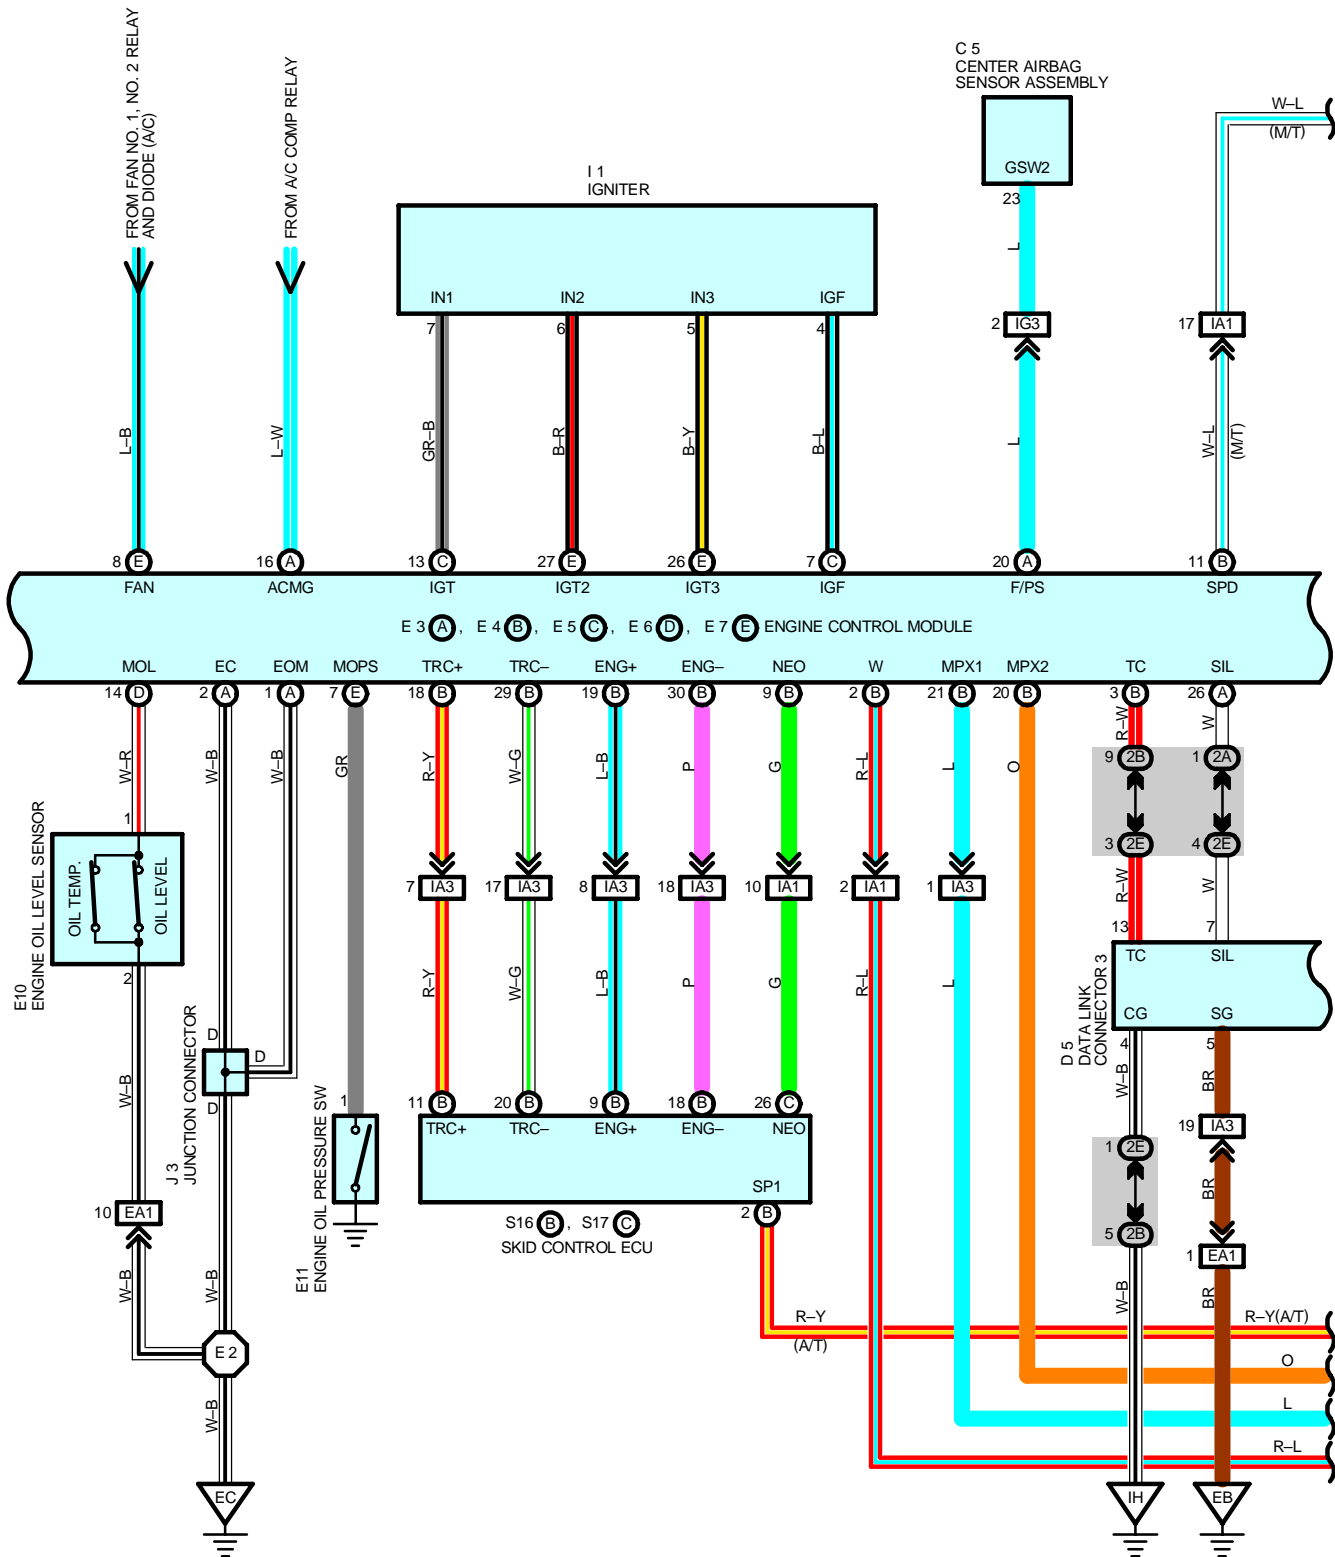 FROM FAN NO. 1, NO. 2 RELAY
AND DIODE (A/C)
FROM A/C COMP RELAY
C 5
CENTER AIRBAG
SENSOR ASSEMBLY
GSW2
23
W–L
(M/T)
I 1
IGNITER
IN1 IN2 IN3 IGF
7 6 5 4
L
2 IG3
17 IA1
L–B
L–W
GR–B
B–R
B–Y
B–L
L
W–L
(M/T)
8 E 16 A 13 C 27 E 26 E 7 C 20 A 11 B
FAN ACMG IGT IGT2 IGT3 IGF F/PS SPD
E 3 A , E 4 B , E 5 C , E 6 D , E 7 E ENGINE CONTROL MODULE
MOL EC EOM MOPS TRC+ TRC– ENG+ ENG– NEO W MPX1 MPX2 TC SIL
14 D 2 A 1 A 7 E 18 B 29 B 19 B 30 B 9 B 2 B 21 B 20 B 3 B 26 A
W–R
W–B
W–B
GR
R–Y
W–G
L–B
P
G
R–L
L
O
R–W
W
9 2B 1 2A
3 2E 4 2E
1
E10
ENGINE OIL LEVEL SENSOR
OIL TEMP.
OIL LEVEL
2
7 IA3 17 IA3 8 IA3 18 IA3 10 IA1 2 IA1 1 IA3
R–W
W
13 7
TC SIL
CG SG
4 5
D 5
DATA LINK
CONNECTOR 3
R–Y
W–G
L–B
P
G
R–L
L
W–B
D
D
D
J 3
JUNCTION CONNECTOR
W–B
BR
1
E11
ENGINE OIL PRESSURE SW
11 B 20 B 9 B 18 B 26 C
TRC+ TRC– ENG+ ENG– NEO
SP1
2 B
S16 B , S17 C
SKID CONTROL ECU
19 IA3
1 2E
5 2B
BR
1 EA1
10 EA1
W–B
W–B
W–B
BR
R–Y
(A/T)
R–Y(A/T)
E 2
O
L
W–B
R–L
EC
IH
EB